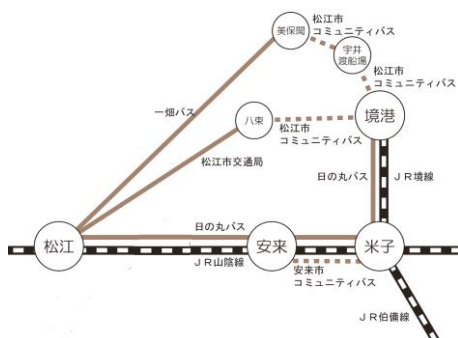 美保関
松江市
コミュニティバス
宇井
渡船場
松江市
コミュニティバス
一畑バス
八束
松江市
コミュニティバス
境港
松江市交通局
日の丸バス
JR境線
日の丸バス
松江
安来
米子
JR山陰線
安来市
コミュニティバス
JR伯備線